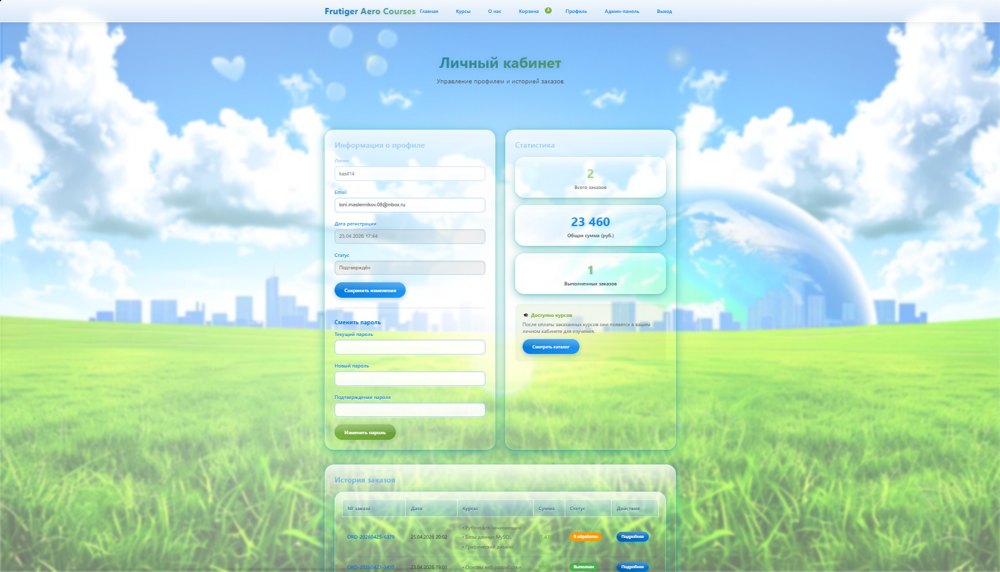 Frutiger Aero Courses Главная Курсы О нас Корзина 2 Профиль Админ-панель Выход
Личный кабинет
Управление профилем и историей заказов
Информация о профиле
Логин
kasll14
Email
toni.maslennikov.08@inbox.ru
Дата регистрации
23.04.2026 17:44
Статус
Подтверждён
Сохранить изменения
Сменить пароль
Текущий пароль
Новый пароль
Подтверждение пароля
Изменить пароль
Статистика
2
Всего заказов
23 460
Общая сумма (руб.)
1
Выполненных заказов
Доступно курсов
После оплаты заказанных курсов они появятся в вашем
личном кабинете для изучения.
Смотреть каталог
История заказов
№ заказа Дата Курсы Сумма Статус Действия
ORD-20260425-6379 25.04.2026 20:02 • Python для начинающих
• Базы данных MySQL
• Графический дизайн
В обработке Подробнее
ORD-20260423-3410 23.04.2026 19:01 • Основы веб-разработки Выполнен Подробнее